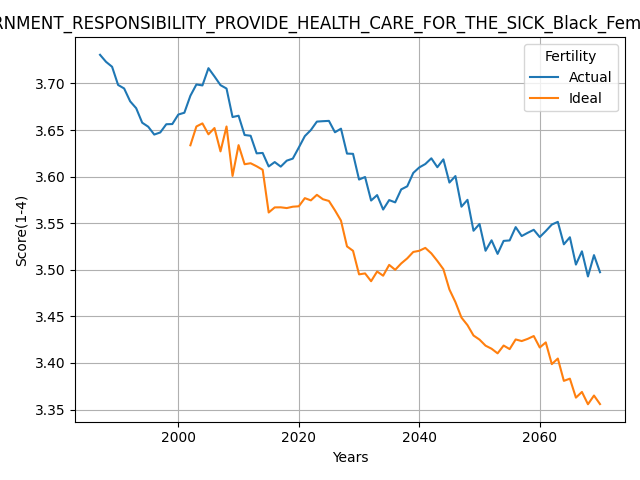 RNMENT_RESPONSIBILITY_PROVIDE_HEALTH_CARE_FOR_THE_SICK_Black_Fem
Fertility
Actual
Ideal
Score(1-4)
3.70
3.65
3.60
3.55
3.50
3.45
3.40
3.35
2000
2020
2040
2060
Years